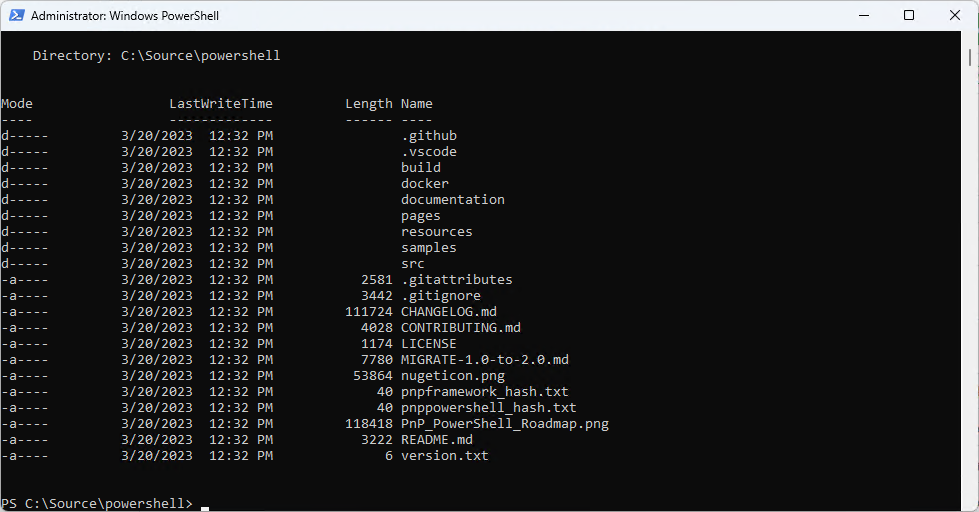 Administrator: Windows PowerShell
    Directory: C:\Source\powershell
Mode                 LastWriteTime         Length Name
----                 -------------         ------ ----
d-----         3/20/2023  12:32 PM                .github
d-----         3/20/2023  12:32 PM                .vscode
d-----         3/20/2023  12:32 PM                build
d-----         3/20/2023  12:32 PM                docker
d-----         3/20/2023  12:32 PM                documentation
d-----         3/20/2023  12:32 PM                pages
d-----         3/20/2023  12:32 PM                resources
d-----         3/20/2023  12:32 PM                samples
d-----         3/20/2023  12:32 PM                src
-a----         3/20/2023  12:32 PM           2581 .gitattributes
-a----         3/20/2023  12:32 PM           3442 .gitignore
-a----         3/20/2023  12:32 PM         111724 CHANGELOG.md
-a----         3/20/2023  12:32 PM           4028 CONTRIBUTING.md
-a----         3/20/2023  12:32 PM           1174 LICENSE
-a----         3/20/2023  12:32 PM           7780 MIGRATE-1.0-to-2.0.md
-a----         3/20/2023  12:32 PM          53864 nugeticon.png
-a----         3/20/2023  12:32 PM             40 pnpframework_hash.txt
-a----         3/20/2023  12:32 PM             40 pnppowershell_hash.txt
-a----         3/20/2023  12:32 PM         118418 PnP_PowerShell_Roadmap.png
-a----         3/20/2023  12:32 PM           3222 README.md
-a----         3/20/2023  12:32 PM              6 version.txt
PS C:\Source\powershell>